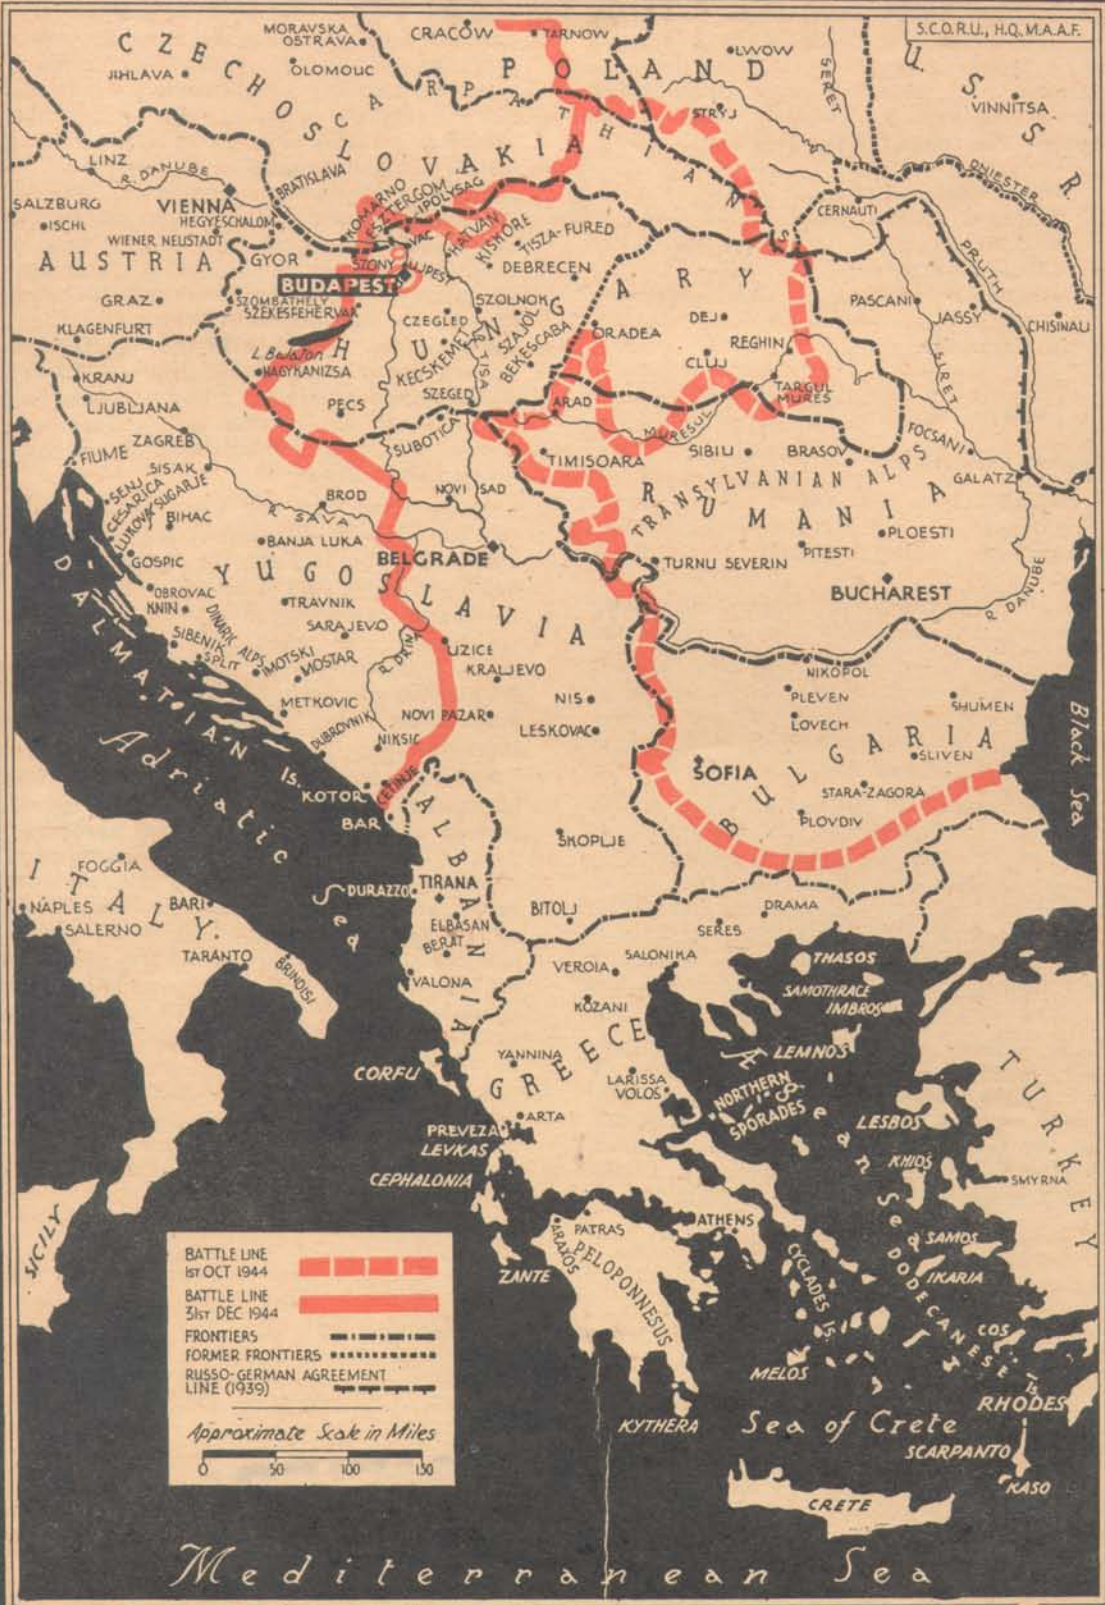 S.C.O.R.U., H.Q. M.A.A.F.
CZECHOSLOVAKIA
MORAVSKA
OSTRAVA
CRACOW
TARNOW
LWOW
POLAND
U.S.S.R.
JIHLAVA
OLOMOUC
CARPATHIANS
STRYJ
SERET
VINNITSA
DNIESTER
LINZ
R. DANUBE
BRATISLAVA
KOMARNO
ESZTERGOM
IPOLYSAG
CERNAUTI
SALZBURG
ISCHL
VIENNA
HEGYESCHALOM
WIENER NEUSTADT
VAC
HATVAN
KISKORE
TISZA-FURED
PRUTH
AUSTRIA
GYOR
SZONY
UJPEST
DEBRECEN
BUDAPEST
GRAZ
SZOMBATHELY
SZEKESFEHERVAR
CZEGLED
SZOLNOK
SZAJOL
HUNGARY
PASCANI
JASSY
CHISINAU
KLAGENFURT
L. Balaton
NAGYKANIZSA
KECSKEMET
TISA
BEKESCABA
ORADEA
DEJ
REGHIN
CLUJ
SIRET
KRANJ
LJUBLJANA
PECS
SZEGED
ARAD
TARGUL
MURES
MURESUL
FIUME
ZAGREB
SISAK
SUBOTICA
TIMISOARA
SIBIU
BRASOV
FOCSANI
GALATZ
SENJ
CESARICA
LUKOVA SUGARJE
BIHAC
BROD
R. SAVA
NOVI SAD
TRANSYLVANIAN ALPS
RUMANIA
PLOESTI
PITESTI
GOSPIC
BANJA LUKA
BELGRADE
TURNU SEVERIN
BUCHAREST
R. DANUBE
YUGOSLAVIA
OBROVAC
KNIN
TRAVNIK
DINARIC ALPS
SARAJEVO
R. DRINA
UZICE
KRALJEVO
SIBENIK
SPLIT
IMOTSKI
MOSTAR
DALMATIAN Is.
METKOVIC
NOVI PAZAR
NIS
LESKOVAC
NIKOPOL
PLEVEN
LOVECH
SHUMEN
BULGARIA
SLIVEN
Black Sea
DUBROVNIK
NIKSIC
CETINJE
KOTOR
BAR
SOFIA
STARA-ZAGORA
PLOVDIV
Adriatic Sea
ALBANIA
SKOPLJE
ITALY
FOGGIA
NAPLES
SALERNO
BARI
TARANTO
BRINDISI
DURAZZO
TIRANA
ELBASAN
BERAT
BITOLJ
DRAMA
SERES
VALONA
VEROIA
SALONIKA
THASOS
SAMOTHRACE
IMBROS
KOZANI
GREECE
YANNINA
CORFU
LARISSA
VOLOS
LEMNOS
Aegean Sea
NORTHERN
SPORADES
TURKEY
ARTA
PREVEZA
LEVKAS
CEPHALONIA
LESBOS
KHIOS
SMYRNA
SICILY
PATRAS
ARAXOS
PELOPONNESUS
ATHENS
ZANTE
SAMOS
IKARIA
CYCLADES Is.
DODECANESE Is.
COS
MELOS
RHODES
KYTHERA
Sea of Crete
SCARPANTO
KASO
CRETE
BATTLE LINE
1ST OCT 1944
BATTLE LINE
31ST DEC 1944
FRONTIERS
FORMER FRONTIERS
RUSSO-GERMAN AGREEMENT
LINE (1939)
Approximate Scale in Miles
0 50 100 150
Mediterranean Sea